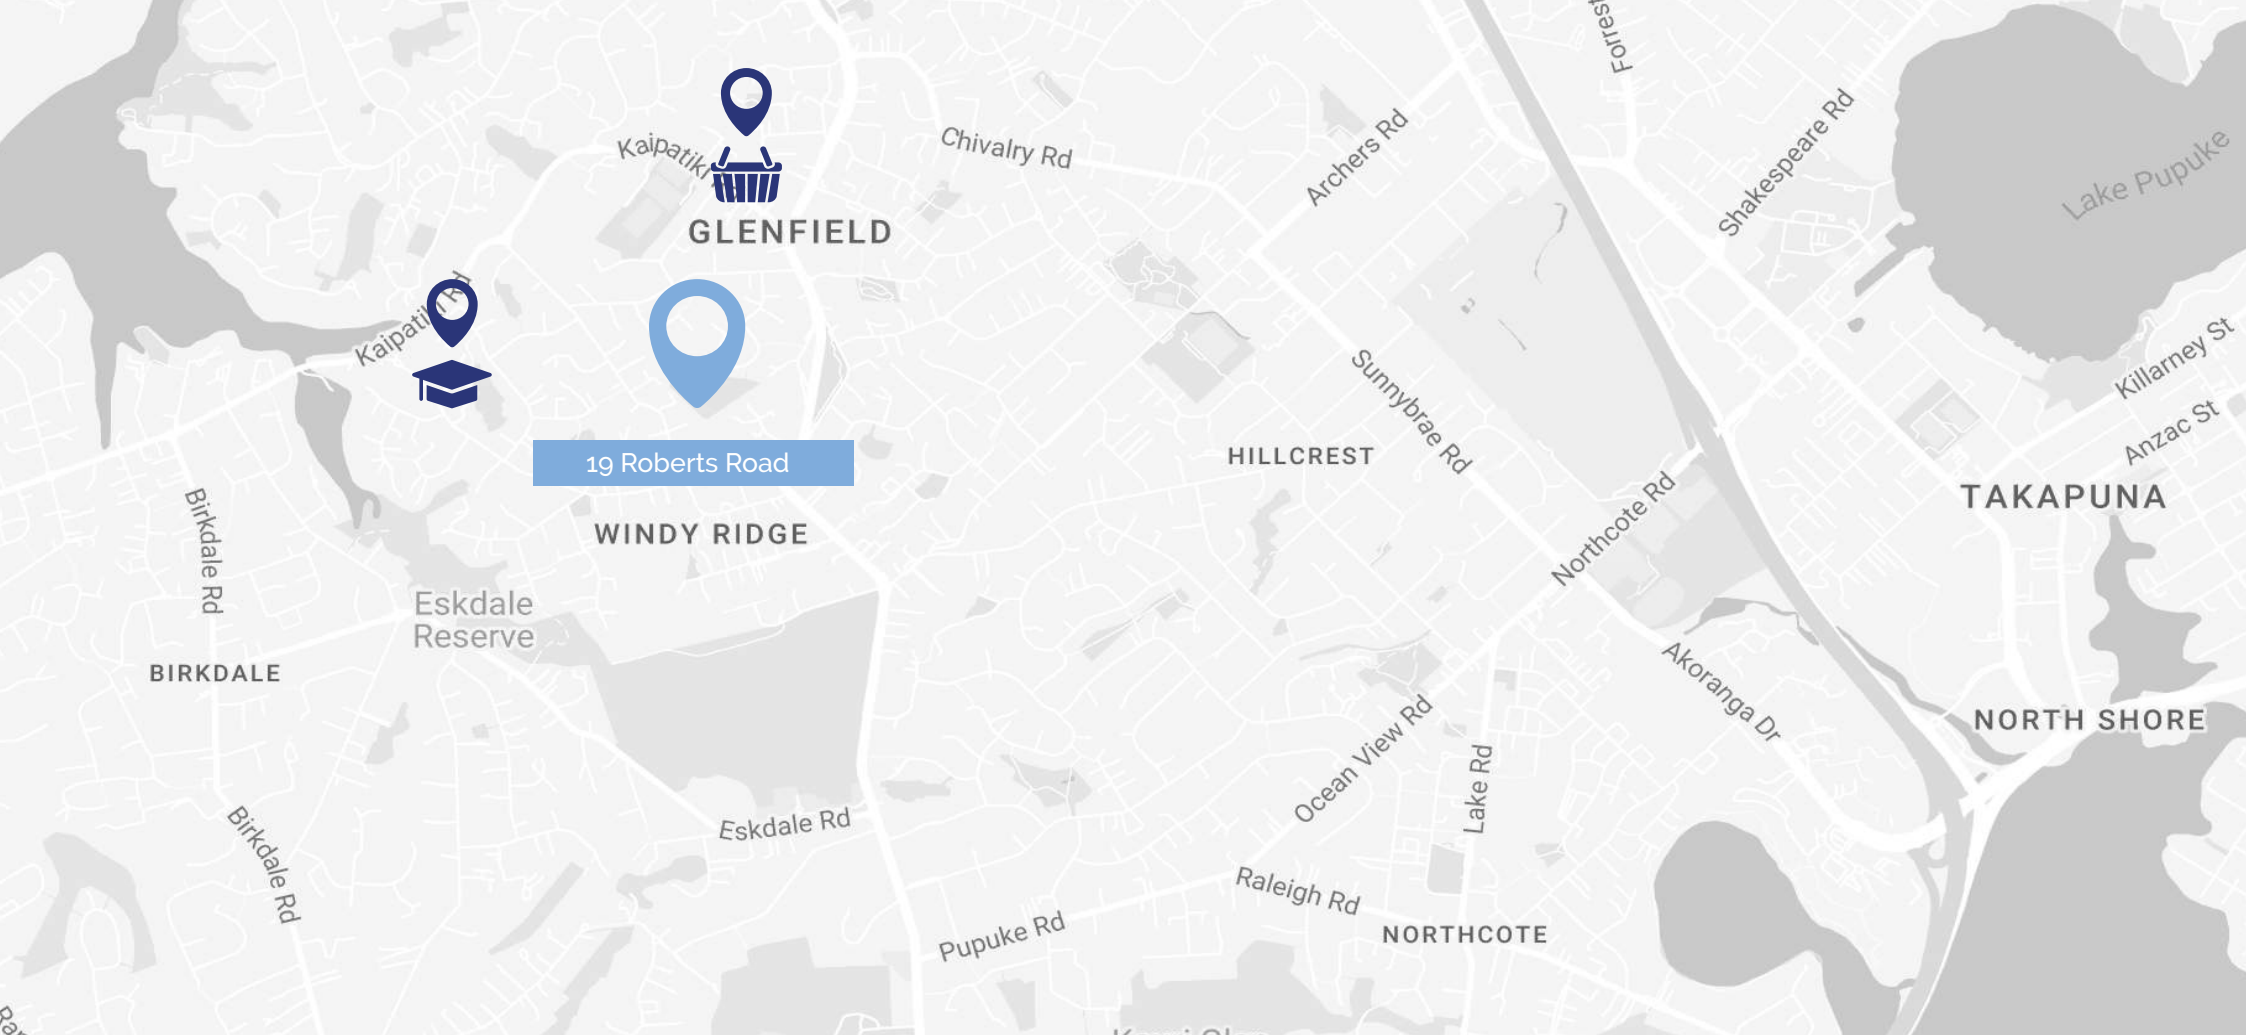 Forrest
Shakespeare Rd
Archers Rd
Chivalry Rd
Kaipatiki
Lake Pupuke
GLENFIELD
Kaipatiki Rd
Killarney St
Anzac St
Sunnybrae Rd
HILLCREST
19 Roberts Road
TAKAPUNA
Northcote Rd
WINDY RIDGE
Birkdale Rd
Eskdale
Reserve
BIRKDALE
Akoranga Dr
NORTH SHORE
Ocean View Rd
Lake Rd
Eskdale Rd
Birkdale Rd
Raleigh Rd
Pupuke Rd
NORTHCOTE